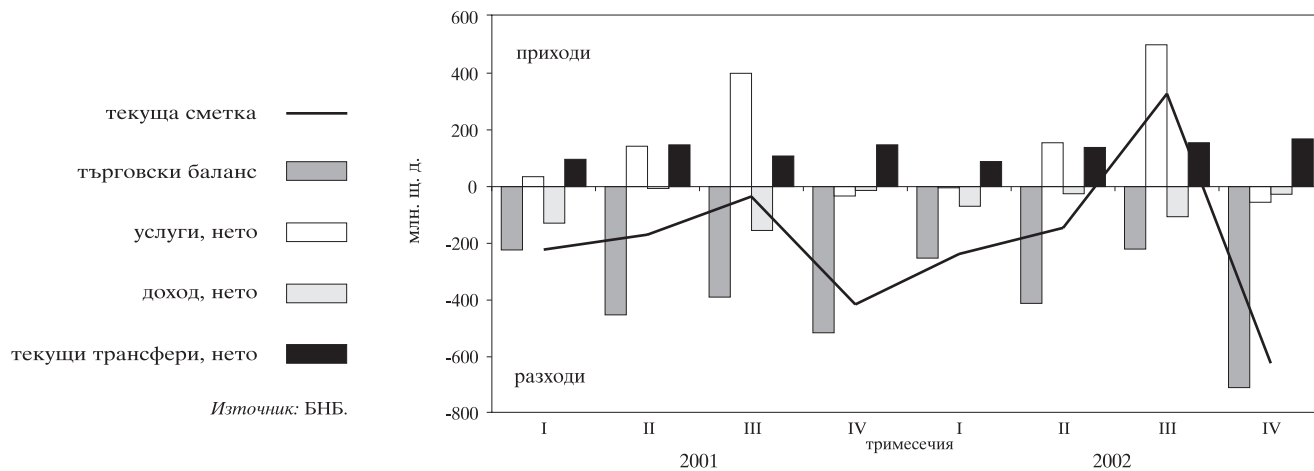 текуща сметка
търговски баланс
услуги, нето
доход, нето
текущи трансфери, нето
Източник: БНБ.
млн. щ. д.
600
400
200
0
-200
-400
-600
-800
приходи
разходи
I II III IV I II III IV
тримесечия
2001 2002